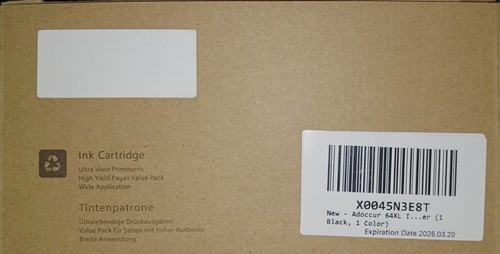 Ink Cartridge
Ultra Vivid Printounts
High Yield Pages Value Pack
Wide Application
Tintenpatrone
Ultralebendige Druckausgaben
Value Pack für Seiten mit hoher Ausbeute
Breite Anwendung
X0045N3E8T
New - Adoccur 64XL I...er (1
Black, 1 Color)
Expiration Date:2026.03.20